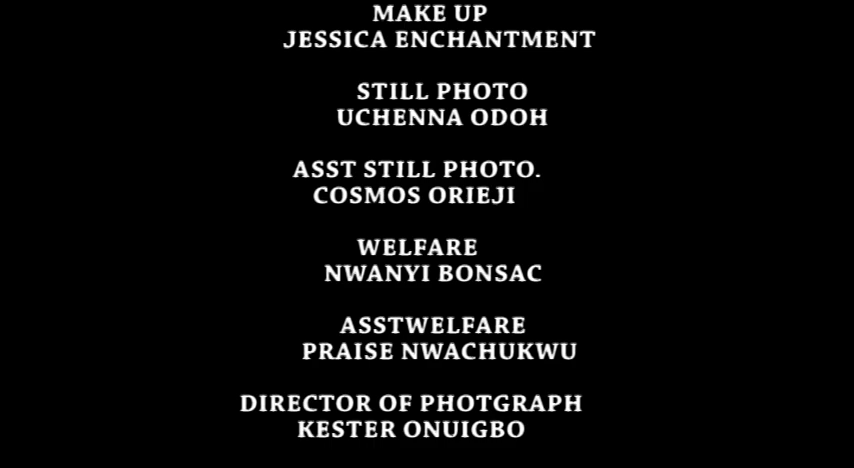 MAKE UP
JESSICA ENCHANTMENT
STILL PHOTO
UCHENNA ODOH
ASST STILL PHOTO.
COSMOS ORIEJI
WELFARE
NWANYI BONSAC
ASSTWELFARE
PRAISE NWACHUKWU
DIRECTOR OF PHOTGRAPH
KESTER ONUIGBO